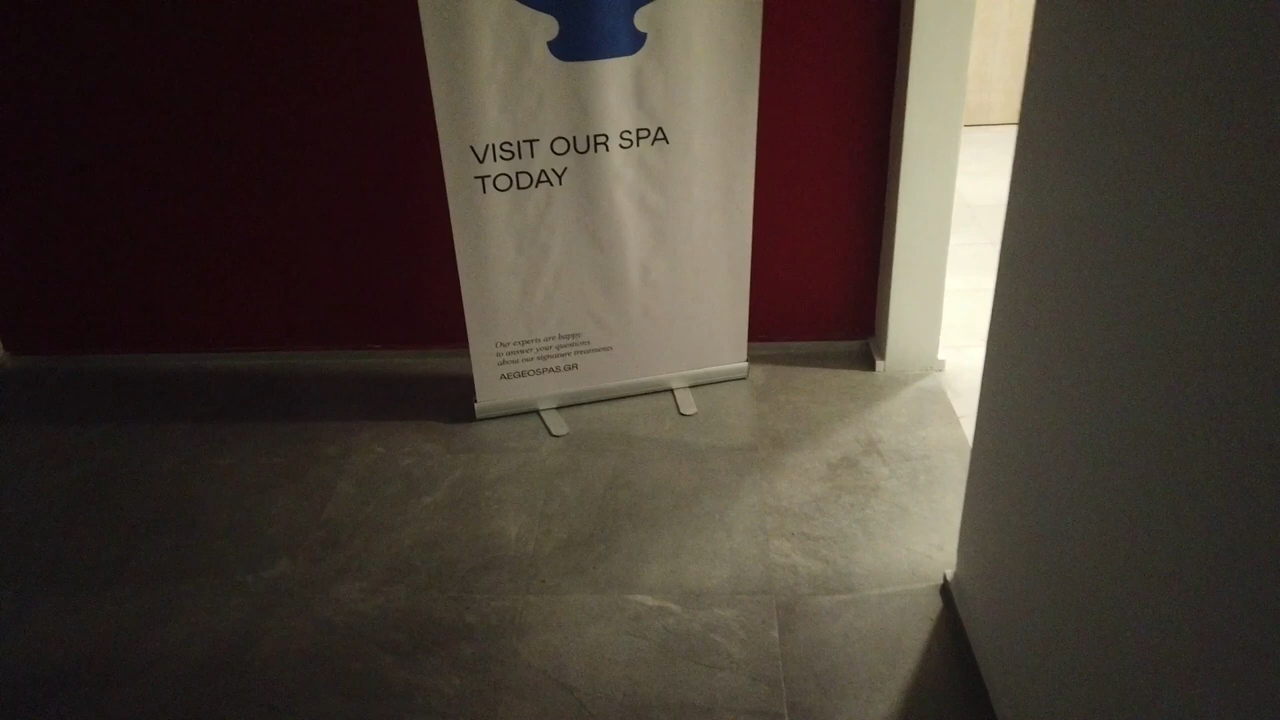 VISIT OUR SPA
TODAY
Our experts are happy
to answer your questions
about our signature treatments
AEGEOSPAS.GR